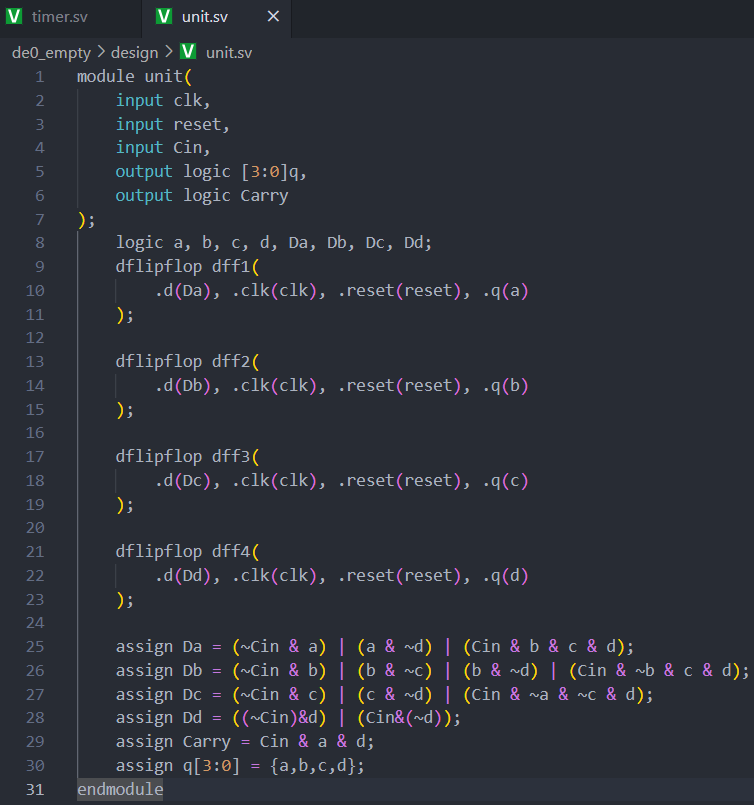 timer.sv unit.sv ×
de0_empty > design > unit.sv
1 module unit(
2 input clk,
3 input reset,
4 input Cin,
5 output logic [3:0]q,
6 output logic Carry
7 );
8 logic a, b, c, d, Da, Db, Dc, Dd;
9 dflipflop dff1(
10 .d(Da), .clk(clk), .reset(reset), .q(a)
11 );
12
13 dflipflop dff2(
14 .d(Db), .clk(clk), .reset(reset), .q(b)
15 );
16
17 dflipflop dff3(
18 .d(Dc), .clk(clk), .reset(reset), .q(c)
19 );
20
21 dflipflop dff4(
22 .d(Dd), .clk(clk), .reset(reset), .q(d)
23 );
24
25 assign Da = (~Cin & a) | (a & ~d) | (Cin & b & c & d);
26 assign Db = (~Cin & b) | (b & ~c) | (b & ~d) | (Cin & ~b & c & d);
27 assign Dc = (~Cin & c) | (c & ~d) | (Cin & ~a & ~c & d);
28 assign Dd = ((~Cin)&d) | (Cin&(~d));
29 assign Carry = Cin & a & d;
30 assign q[3:0] = {a,b,c,d};
31 endmodule